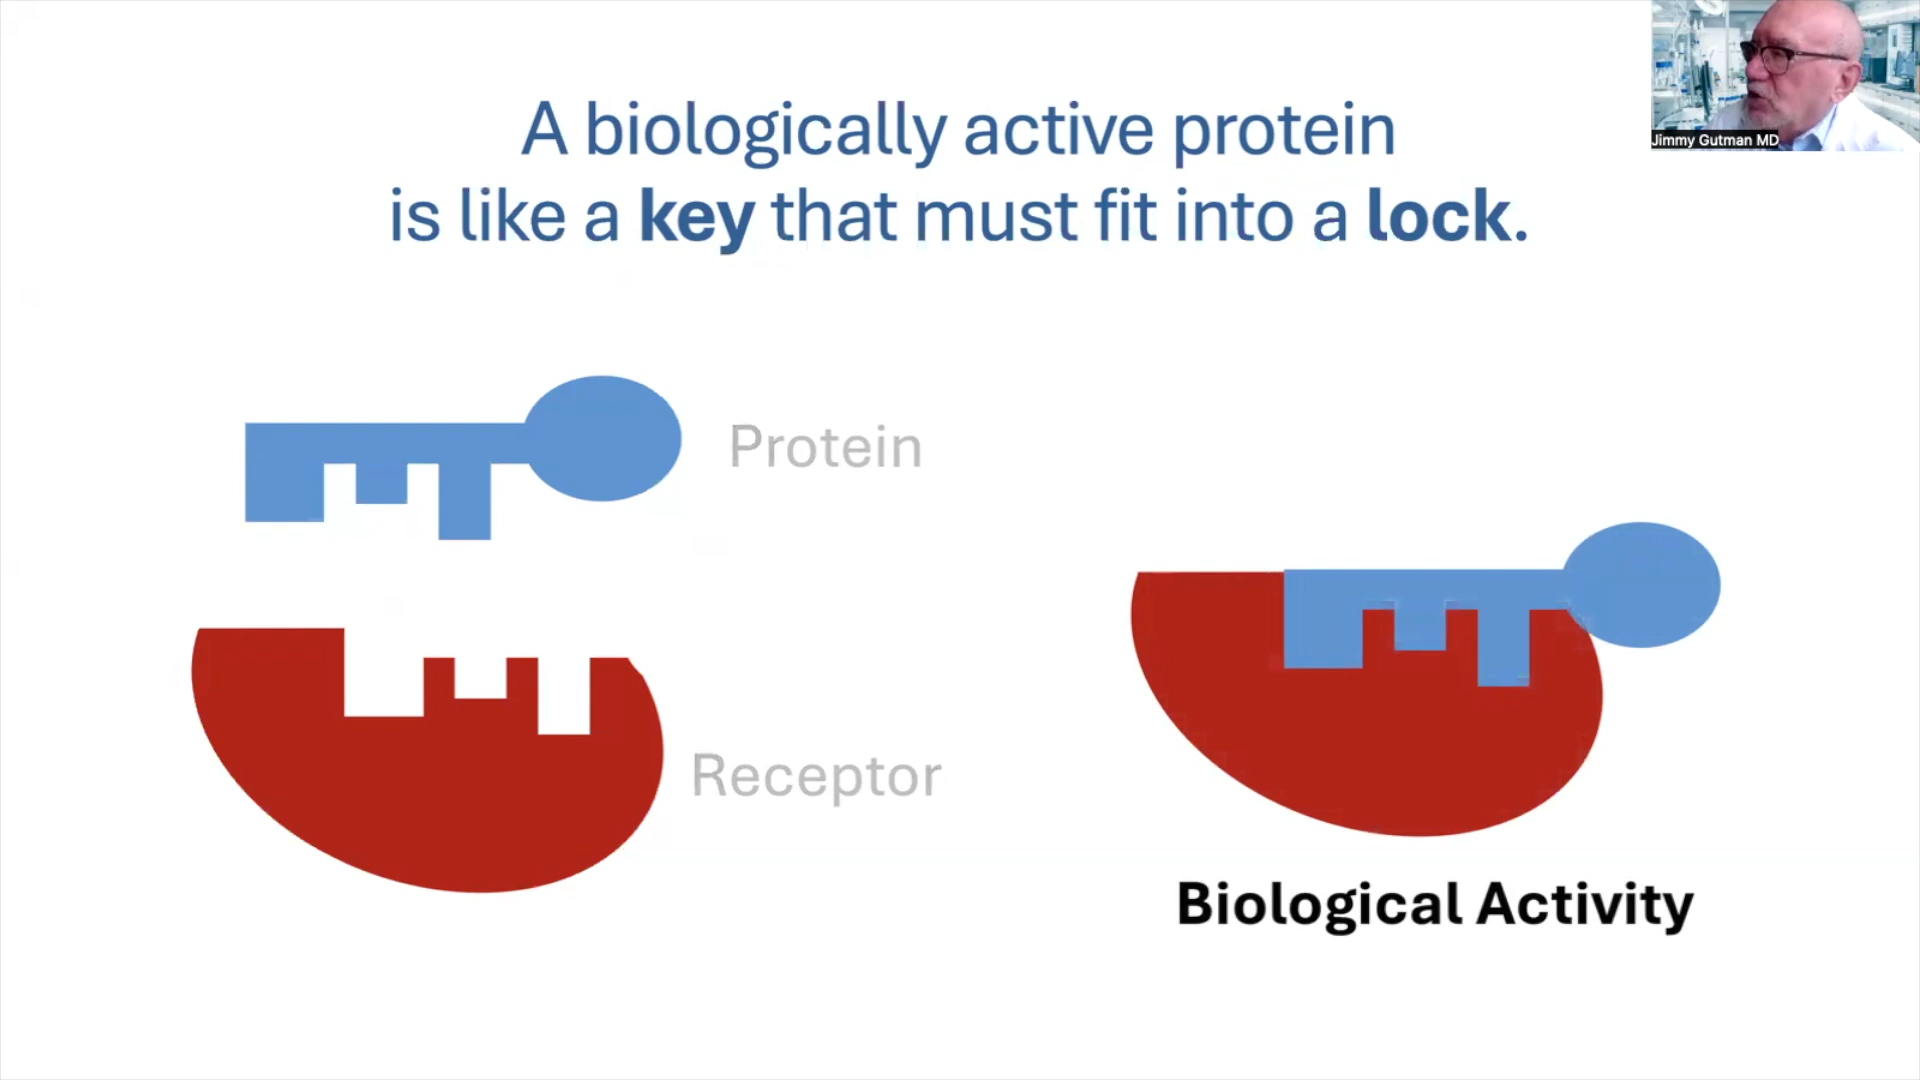 A biologically active protein
is like a key that must fit into a lock.
Jimmy Gutman MD
Protein
Receptor
Biological Activity